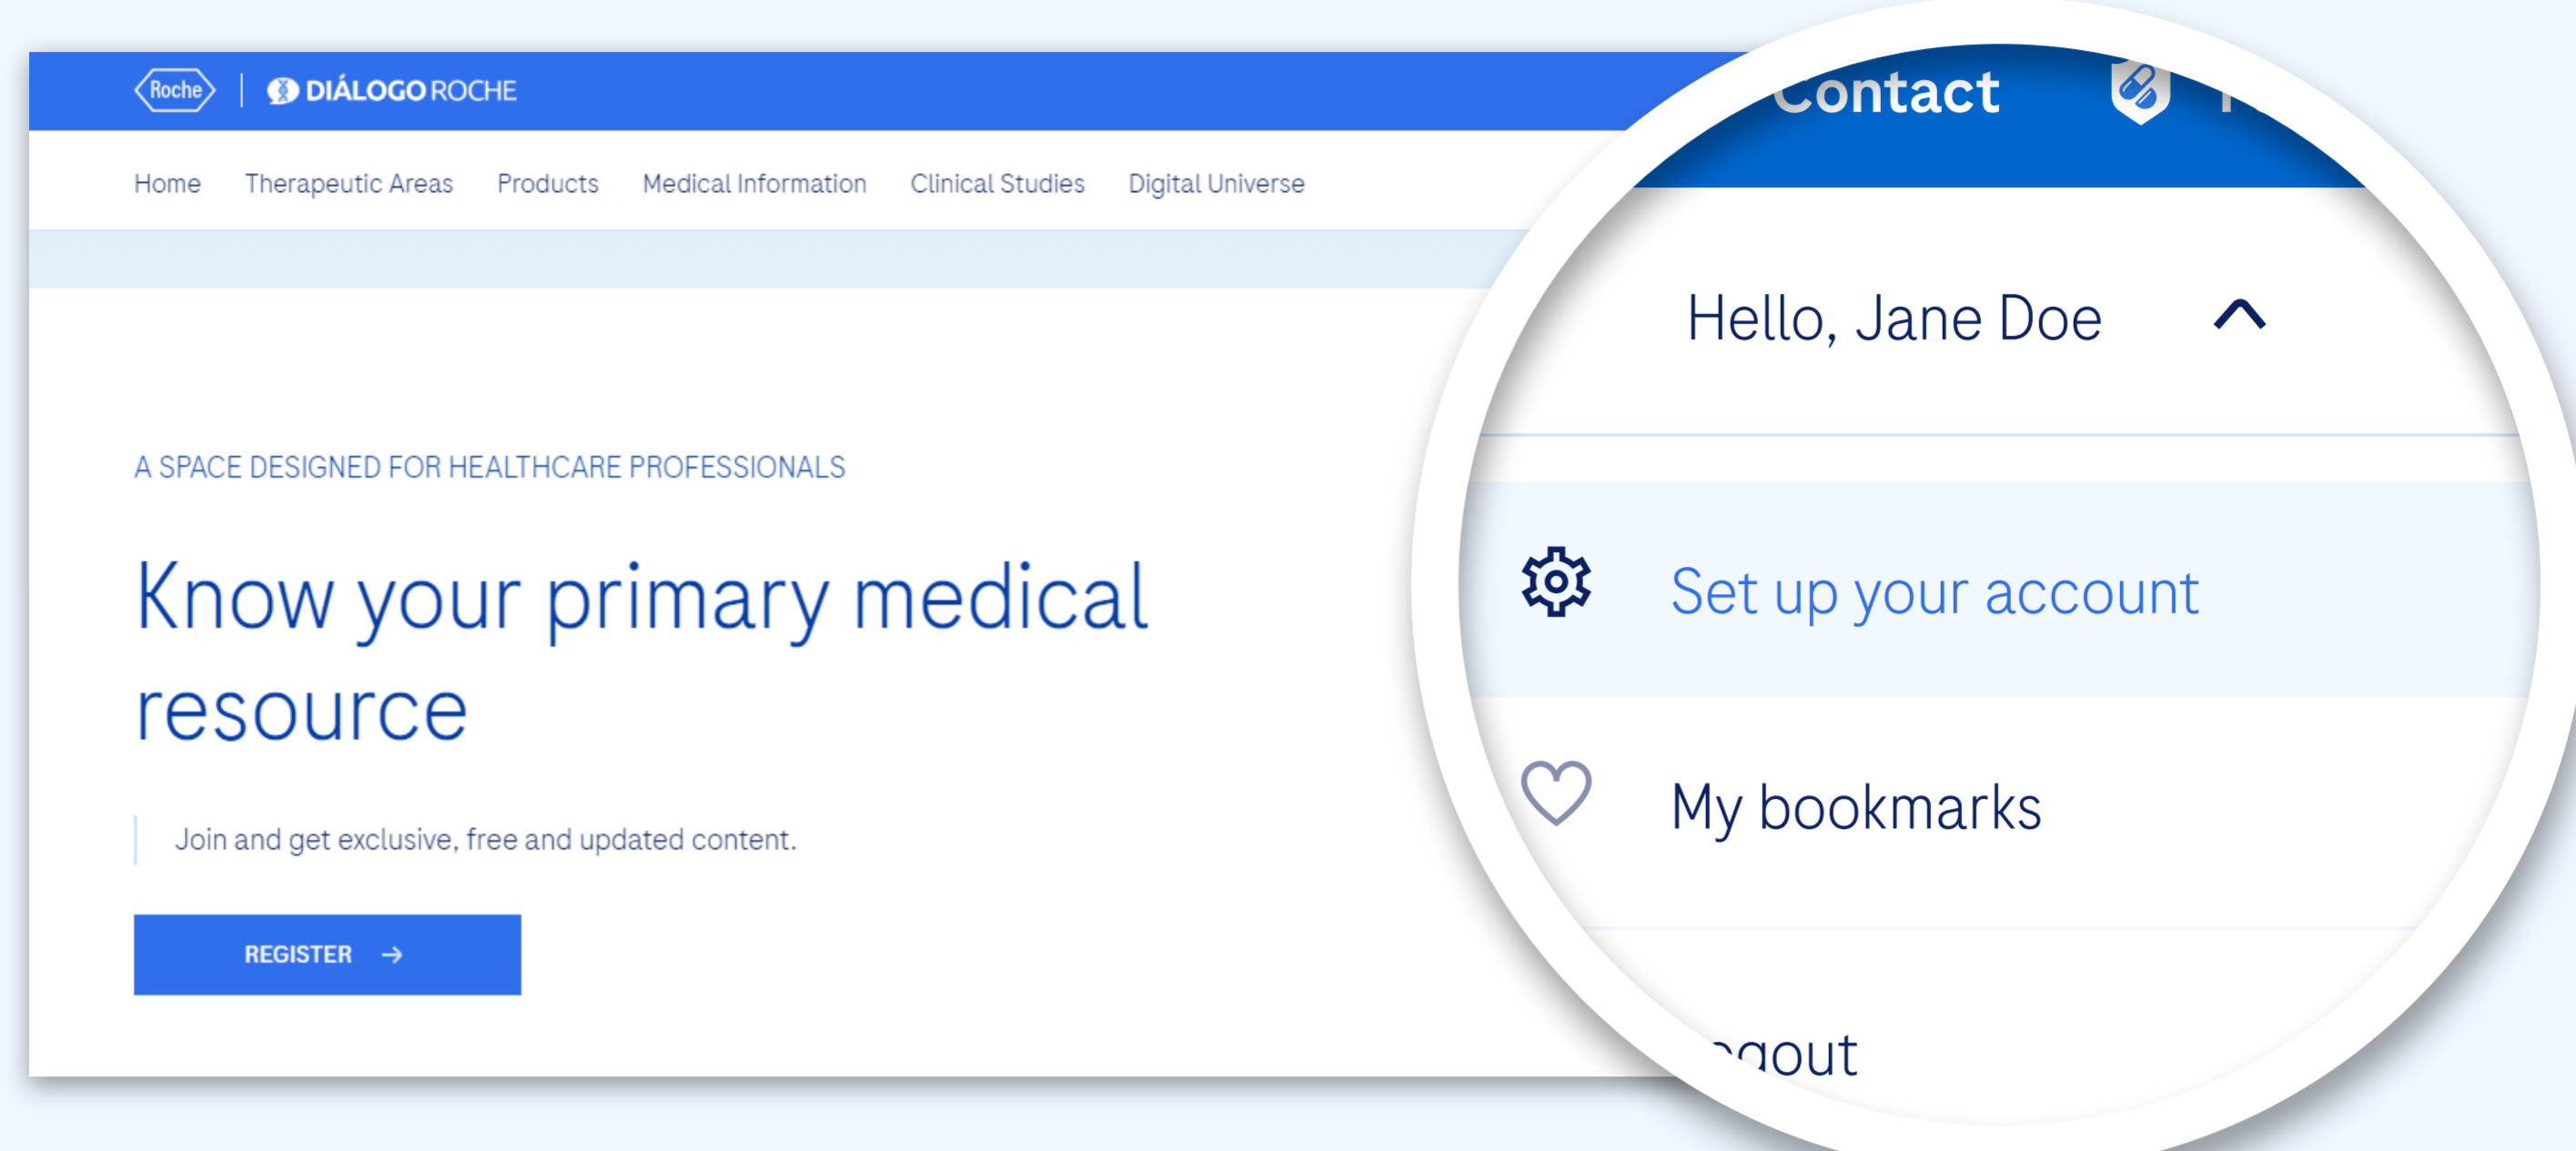 Roche
DIÁLOGO ROCHE
Home Therapeutic Areas Products Medical Information Clinical Studies Digital Universe
A SPACE DESIGNED FOR HEALTHCARE PROFESSIONALS
Know your primary medical
resource
Join and get exclusive, free and updated content.
REGISTER →
Contact
Hello, Jane Doe
Set up your account
My bookmarks